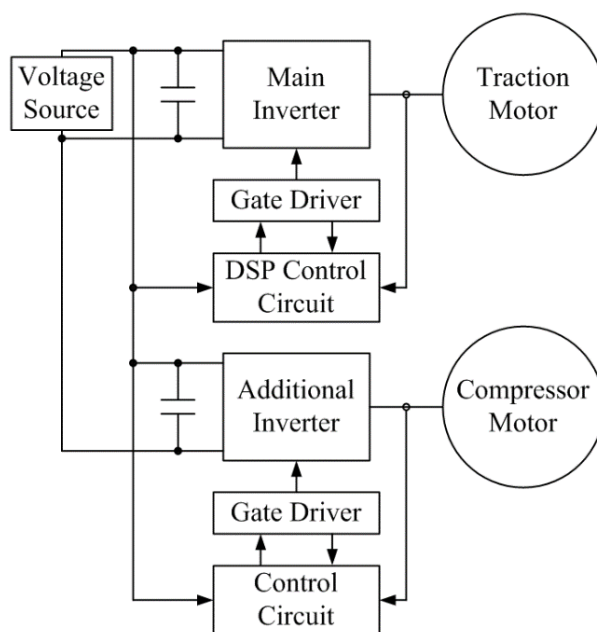 Voltage
Source
Main
Inverter
Traction
Motor
Gate Driver
DSP Control
Circuit
Additional
Inverter
Compressor
Motor
Gate Driver
Control
Circuit